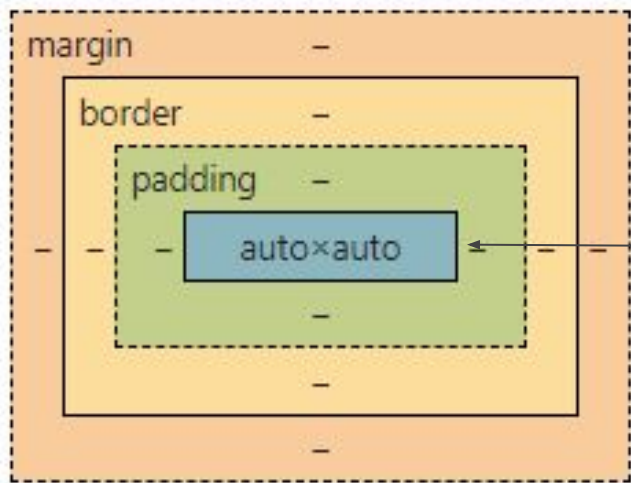 margin –
border –
padding –
– – – auto×auto – – –
–
–
–